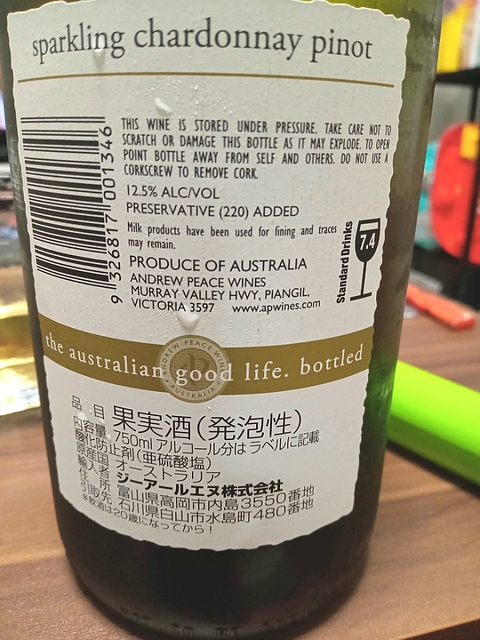 sparkling chardonnay pinot
THIS WINE IS STORED UNDER PRESSURE. TAKE CARE NOT TO
SCRATCH OR DAMAGE THIS BOTTLE AS IT MAY EXPLODE. TO OPEN
POINT BOTTLE AWAY FROM SELF AND OTHERS. DO NOT USE A
CORKSCREW TO REMOVE CORK.
12.5% ALC/VOL
PRESERVATIVE (220) ADDED
Milk products have been used for fining and traces
may remain.
PRODUCE OF AUSTRALIA
ANDREW PEACE WINES
MURRAY VALLEY HWY, PIANGIL,
VICTORIA 3597 www.apwines.com
9 326817 001346
Standard Drinks
7.4
the australian good life. bottled
ANDREW PEACE WINES
AUSTRALIA
品 目 果実酒(発泡性)
内容量 750ml アルコール分は ラベルに記載
酸化防止剤(亜硫酸塩)
原産国 オーストラリア
輸入者 ジーアールエヌ株式会社
住 所 富山県高岡市内島3550番地
引取先 石川県白山市水島町480番地
※飲酒は20歳になってから!